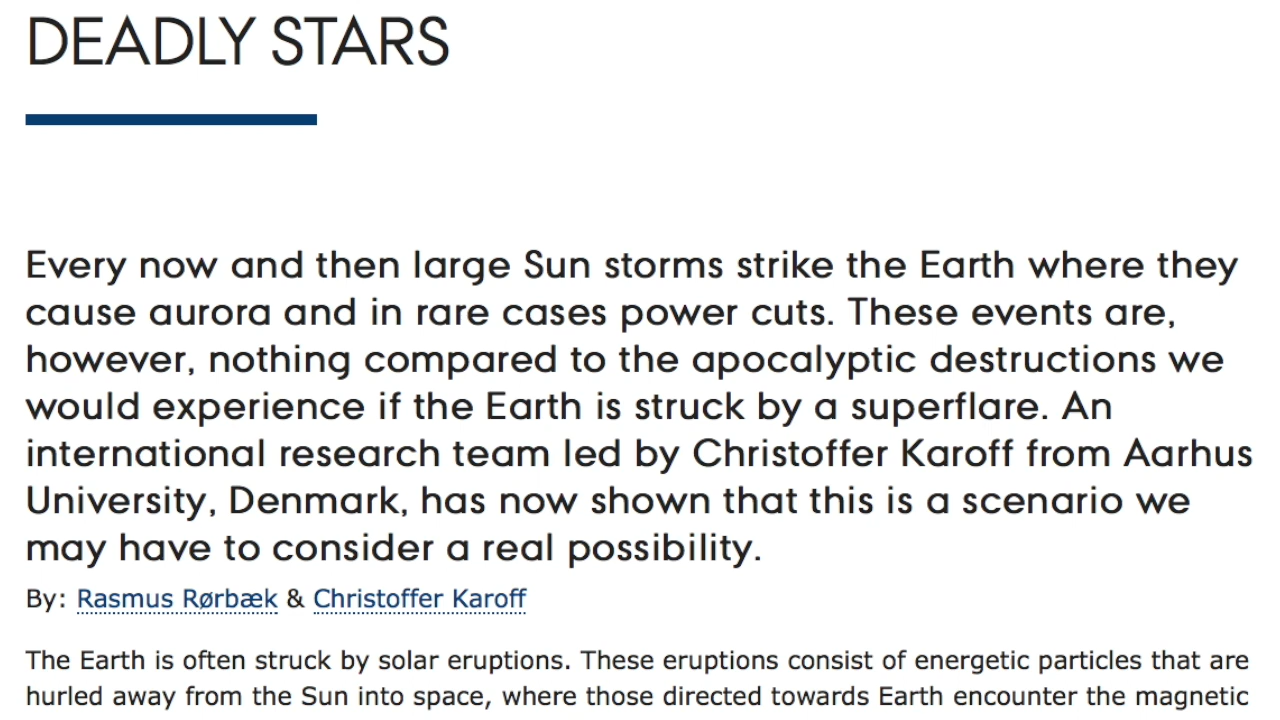 DEADLY STARS
Every now and then large Sun storms strike the Earth where they
cause aurora and in rare cases power cuts. These events are,
however, nothing compared to the apocalyptic destructions we
would experience if the Earth is struck by a superflare. An
international research team led by Christoffer Karoff from Aarhus
University, Denmark, has now shown that this is a scenario we
may have to consider a real possibility.
By: Rasmus Rørbæk & Christoffer Karoff
The Earth is often struck by solar eruptions. These eruptions consist of energetic particles that are
hurled away from the Sun into space, where those directed towards Earth encounter the magnetic